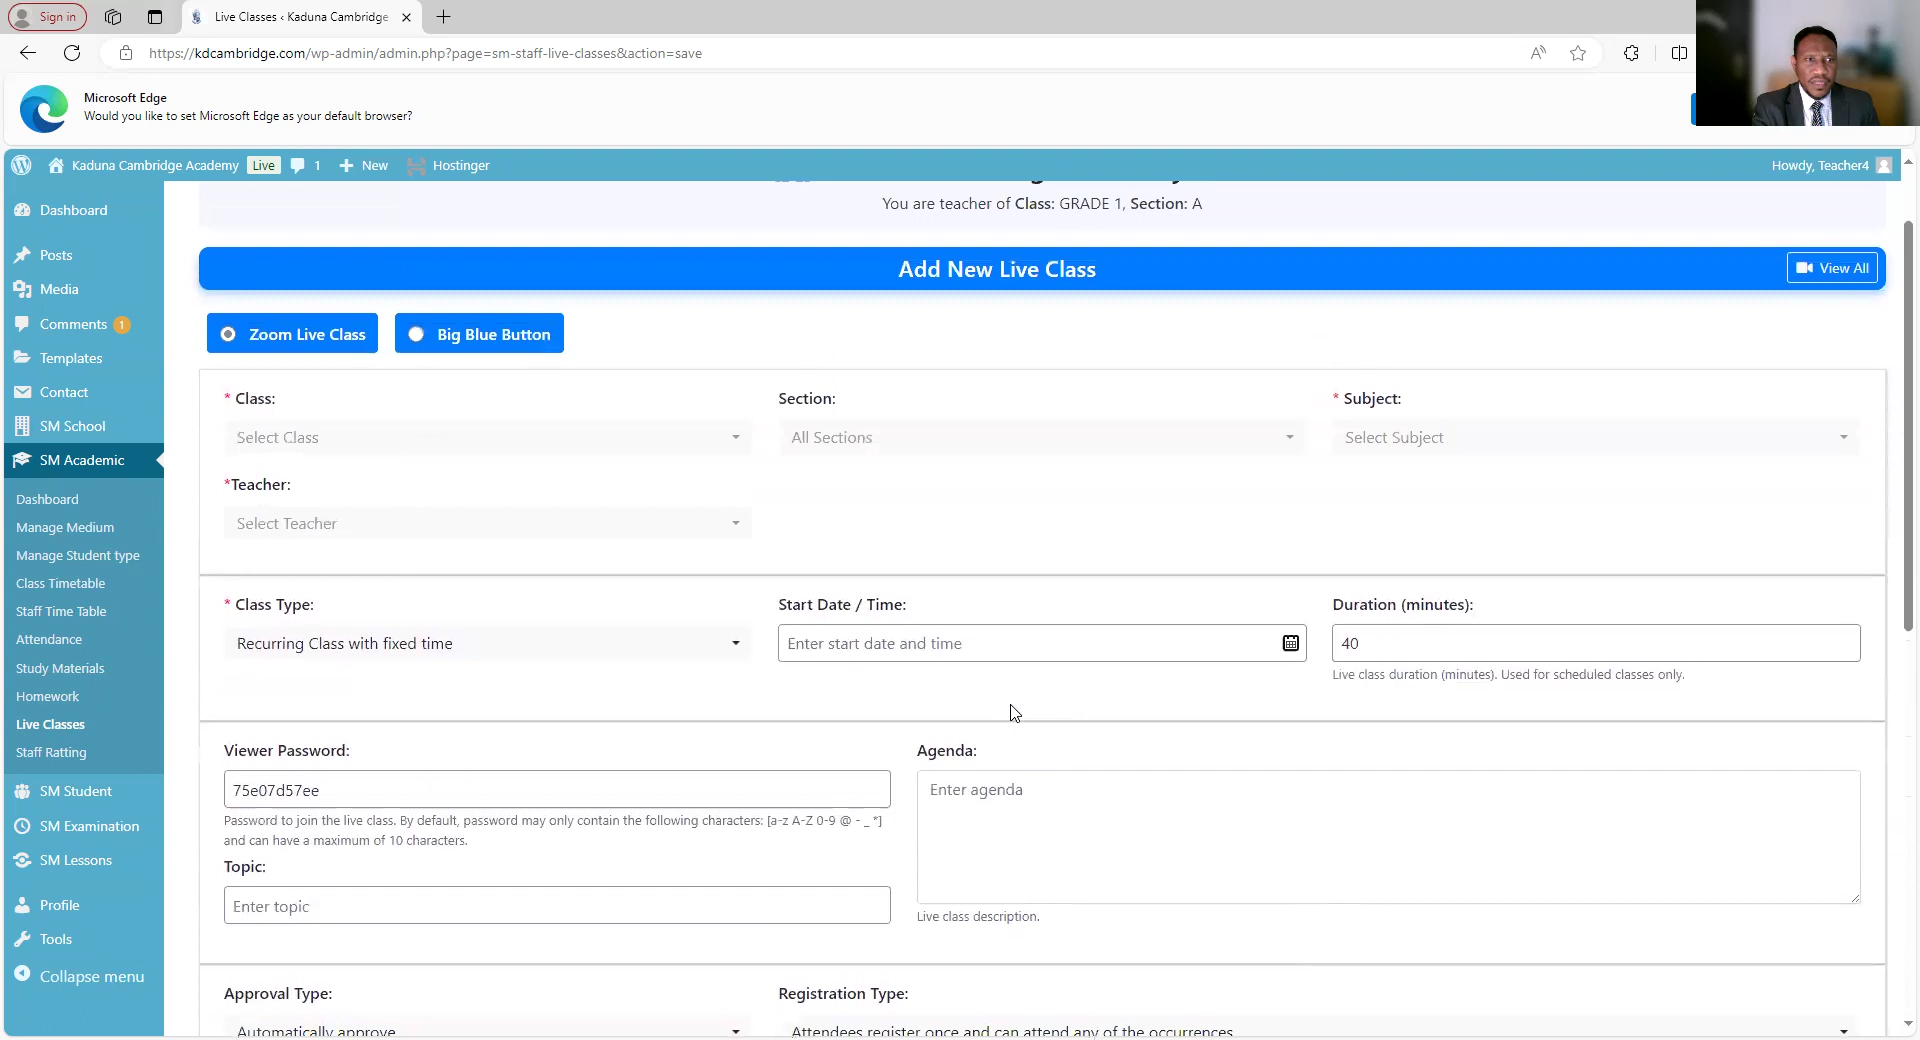 Sign in
Live Classes ‹ Kaduna Cambridge
https://kdcambridge.com/wp-admin/admin.php?page=sm-staff-live-classes&action=save
Microsoft Edge
Would you like to set Microsoft Edge as your default browser?
Kaduna Cambridge Academy Live 1 New Hostinger
Howdy, Teacher4
Dashboard
Posts
Media
Comments 1
Templates
Contact
SM School
SM Academic
Dashboard
Manage Medium
Manage Student type
Class Timetable
Staff Time Table
Attendance
Study Materials
Homework
Live Classes
Staff Ratting
SM Student
SM Examination
SM Lessons
Profile
Tools
Collapse menu
You are teacher of Class: GRADE 1, Section: A
Add New Live Class
View All
Zoom Live Class
Big Blue Button
* Class:
Select Class
Section:
All Sections
* Subject:
Select Subject
*Teacher:
Select Teacher
* Class Type:
Recurring Class with fixed time
Start Date / Time:
Enter start date and time
Duration (minutes):
40
Live class duration (minutes). Used for scheduled classes only.
Viewer Password:
75e07d57ee
Password to join the live class. By default, password may only contain the following characters: [a-z A-Z 0-9 @ - _ *]
and can have a maximum of 10 characters.
Topic:
Enter topic
Agenda:
Enter agenda
Live class description.
Approval Type:
Automatically approve
Registration Type:
Attendees register once and can attend any of the occurrences